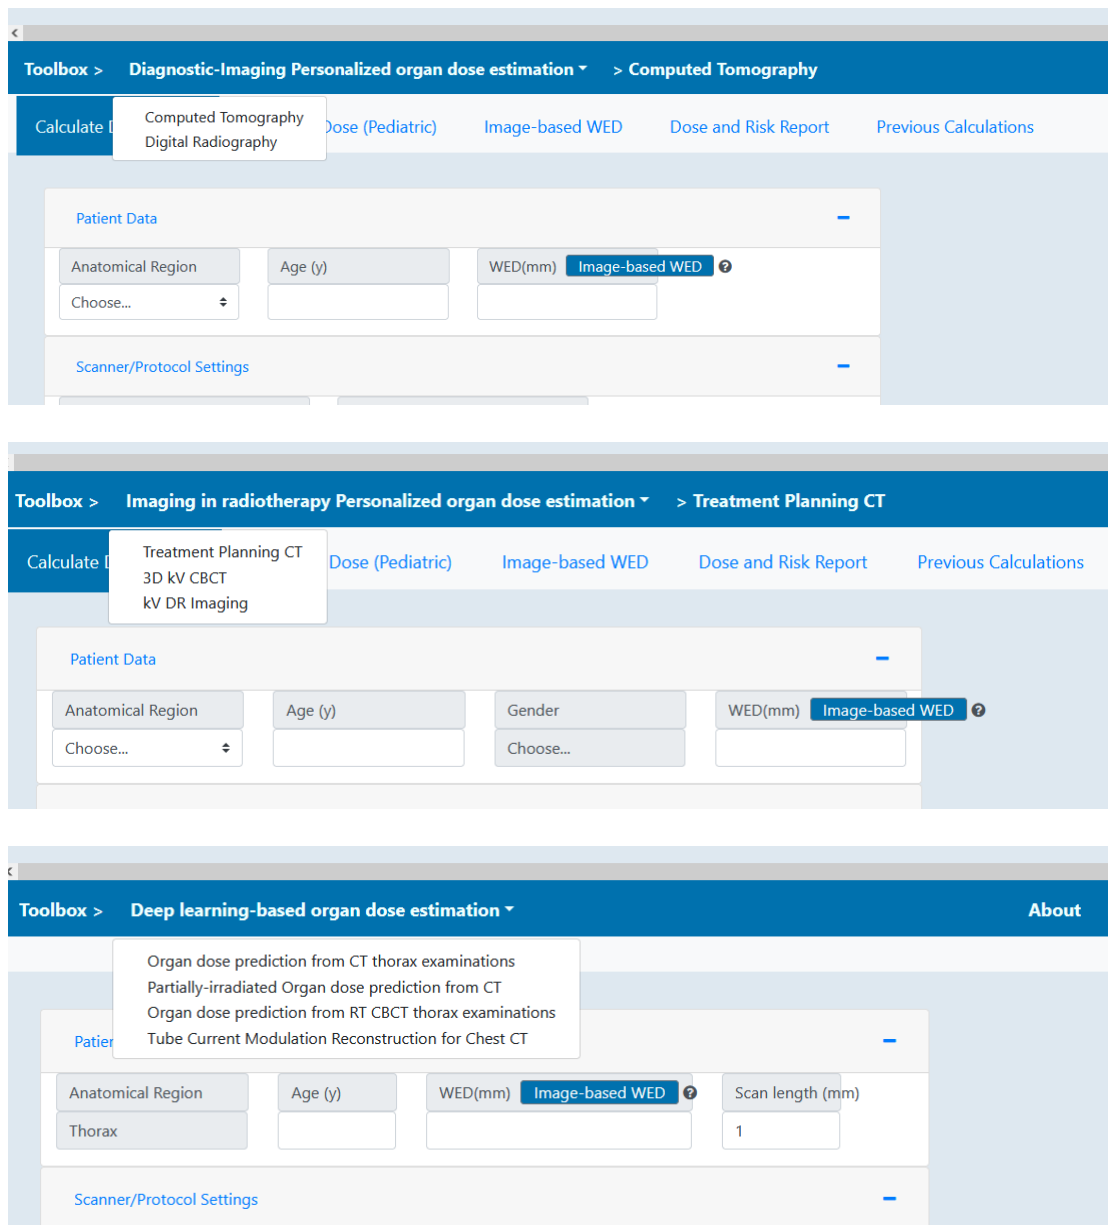 Toolbox > Diagnostic-Imaging Personalized organ dose estimation > Computed Tomography
Calculate Dose (Pediatric) Image-based WED Dose and Risk Report Previous Calculations
Computed Tomography
Digital Radiography
Patient Data
Anatomical Region Age (y) WED(mm) Image-based WED
Choose...
Scanner/Protocol Settings
Toolbox > Imaging in radiotherapy Personalized organ dose estimation > Treatment Planning CT
Calculate Dose (Pediatric) Image-based WED Dose and Risk Report Previous Calculations
Treatment Planning CT
3D kV CBCT
kV DR Imaging
Patient Data
Anatomical Region Age (y) Gender WED(mm) Image-based WED
Choose... Choose...
Toolbox > Deep learning-based organ dose estimation About
Organ dose prediction from CT thorax examinations
Partially-irradiated Organ dose prediction from CT
Organ dose prediction from RT CBCT thorax examinations
Tube Current Modulation Reconstruction for Chest CT
Anatomical Region Age (y) WED(mm) Image-based WED Scan length (mm)
Thorax 1
Scanner/Protocol Settings